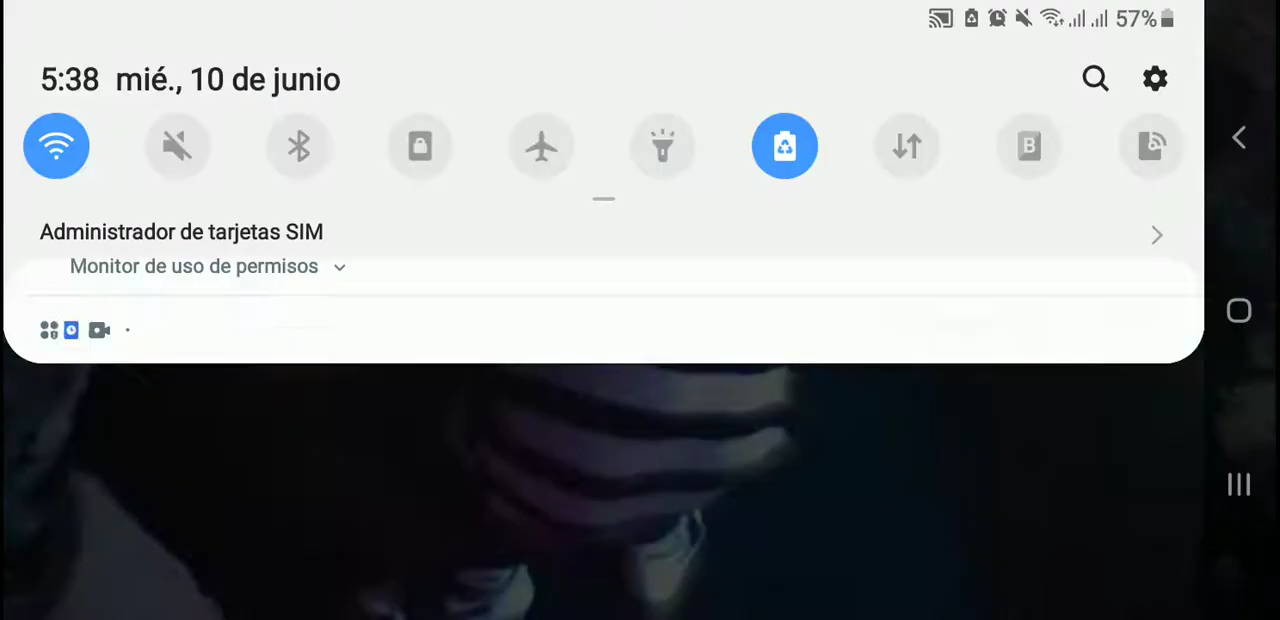 57%
5:38 mié., 10 de junio
B
Administrador de tarjetas SIM
Monitor de uso de permisos